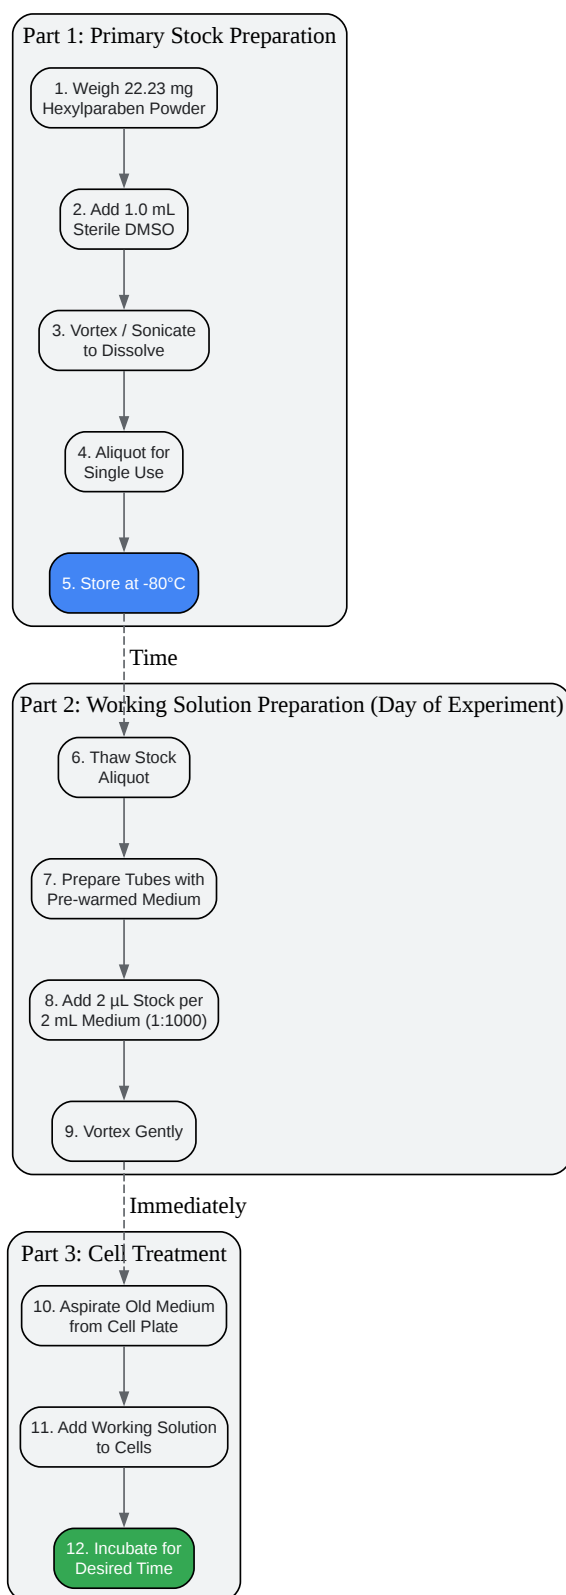 Part 1: Primary Stock Preparation
1. Weigh 22.23 mg
Hexylparaben Powder
2. Add 1.0 mL
Sterile DMSO
3. Vortex / Sonicate
to Dissolve
4. Aliquot for
Single Use
5. Store at -80°C
Time
Part 2: Working Solution Preparation (Day of Experiment)
6. Thaw Stock
Aliquot
7. Prepare Tubes with
Pre-warmed Medium
8. Add 2 µL Stock per
2 mL Medium (1:1000)
9. Vortex Gently
Immediately
Part 3: Cell Treatment
10. Aspirate Old Medium
from Cell Plate
11. Add Working Solution
to Cells
12. Incubate for
Desired Time